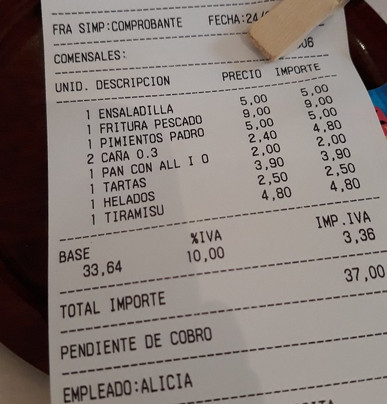 FRA SIMP:COMPROBANTE FECHA:24/
COMENSALES: 06
UNID. DESCRIPCION PRECIO IMPORTE
1 ENSALADILLA 5,00 5,00
1 FRITURA PESCADO 9,00 9,00
1 PIMIENTOS PADRO 5,00 5,00
2 CAÑA 0.3 2,40 4,80
1 PAN CON ALL I O 2,00 2,00
1 TARTAS 3,90 3,90
1 HELADOS 2,50 2,50
1 TIRAMISU 4,80 4,80
BASE %IVA IMP.IVA
33,64 10,00 3,36
TOTAL IMPORTE 37,00
PENDIENTE DE COBRO
EMPLEADO:ALICIA